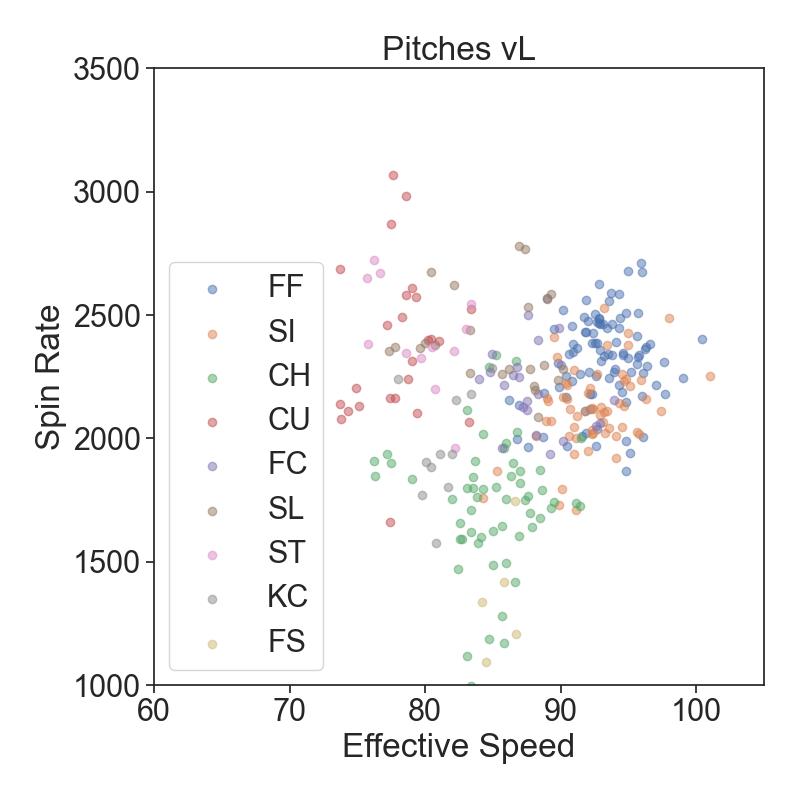 Pitches vL
3500
3000
2500
2000
1500
1000
Spin Rate
FF
SI
CH
CU
FC
SL
ST
KC
FS
60 70 80 90 100
Effective Speed